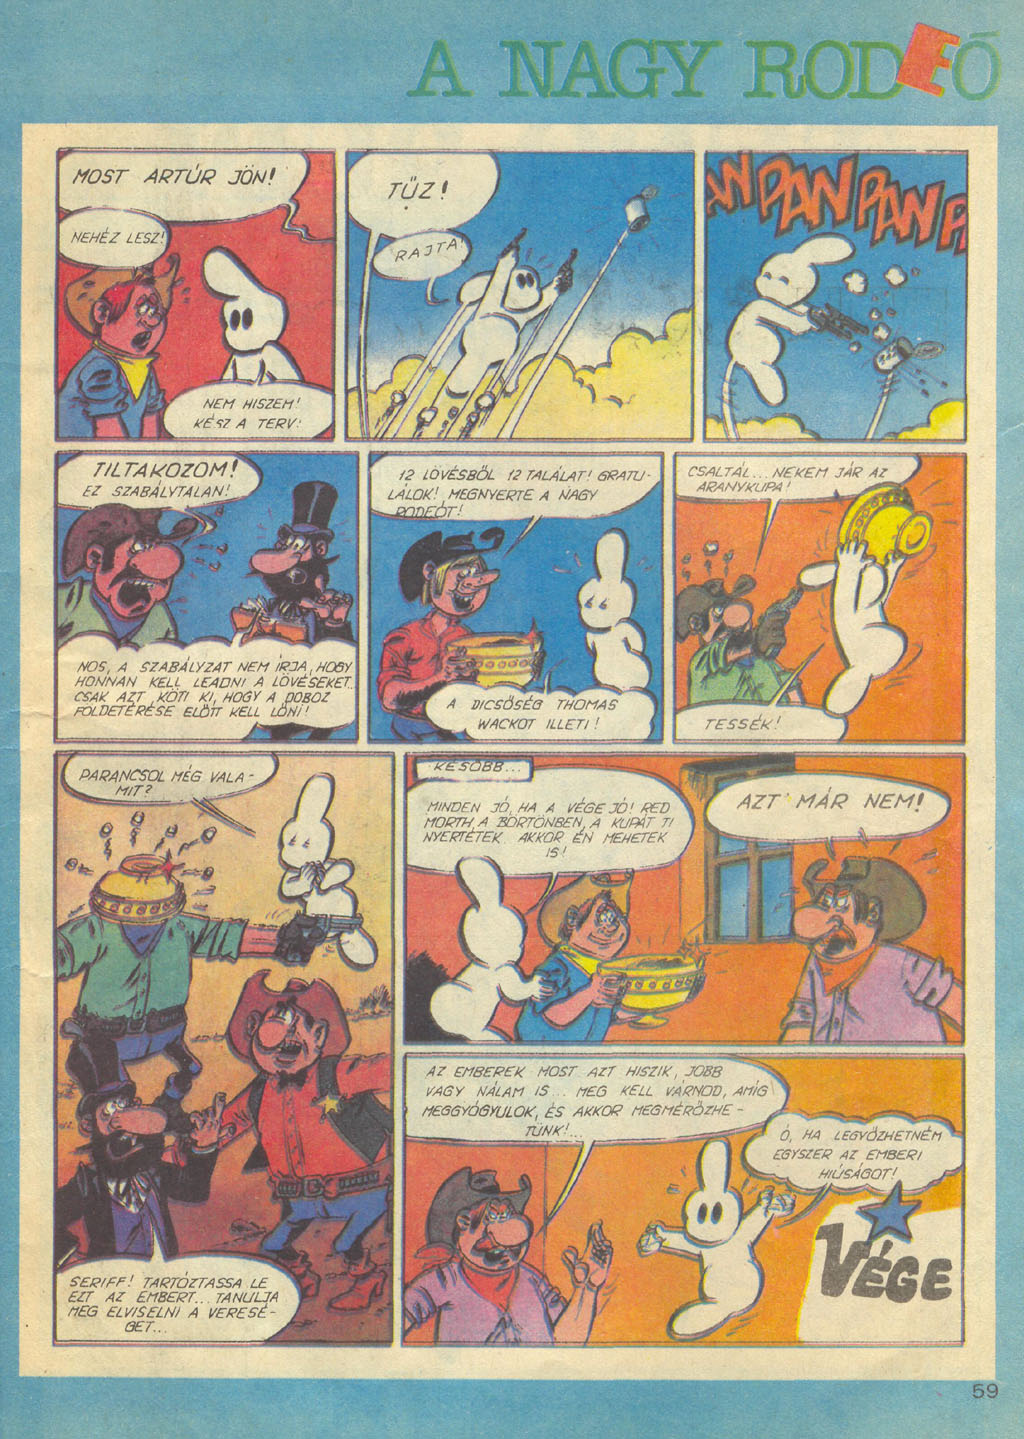 A NAGY RODEÓ
MOST ARTÚR JÖN!
NEHÉZ LESZ!
NEM HISZEM!
KÉSZ A TERV!
TŰZ!
RAJTA!
PAN PAN PAN
TILTAKOZOM!
EZ SZABÁLYTALAN!
NOS, A SZABÁLYZAT NEM ÍRJA, HOGY
HONNAN KELL LEADNI A LÖVÉSEKET..
CSAK AZT KÖTI KI, HOGY A DOBOZ
FÖLDETÉRÉSE ELŐTT KELL LŐNI!
12 LÖVÉSBŐL 12 TALÁLAT! GRATU-
LÁLOK! MEGNYERTE A NAGY
RODEÓT!
A DICSŐSÉG THOMAS
WACKOT ILLETI!
CSALTÁL... NEKEM JÁR AZ
ARANYKUPA!
TESSÉK!
PARANCSOL MÉG VALA-
MIT?
SERIFF! TARTÓZTASSA LE
EZT AZ EMBERT... TANULJA
MEG ELVISELNI A VERESÉ-
GET...
KÉSŐBB...
MINDEN JÓ, HA A VÉGE JÓ! RED
MORTH A BÖRTÖNBEN, A KUPÁT TI
NYERTÉTEK. AKKOR ÉN MEHETEK
IS!
AZT MÁR NEM!
AZ EMBEREK MOST AZT HISZIK, JOBB
VAGY NÁLAM IS... MEG KELL VÁRNOD, AMÍG
MEGGYÓGYULOK, ÉS AKKOR MEGMÉRŐZHE-
TÜNK!...
Ó, HA LEGYŐZHETNÉM
EGYSZER AZ EMBERI
HIÚSÁGOT!
VÉGE
59